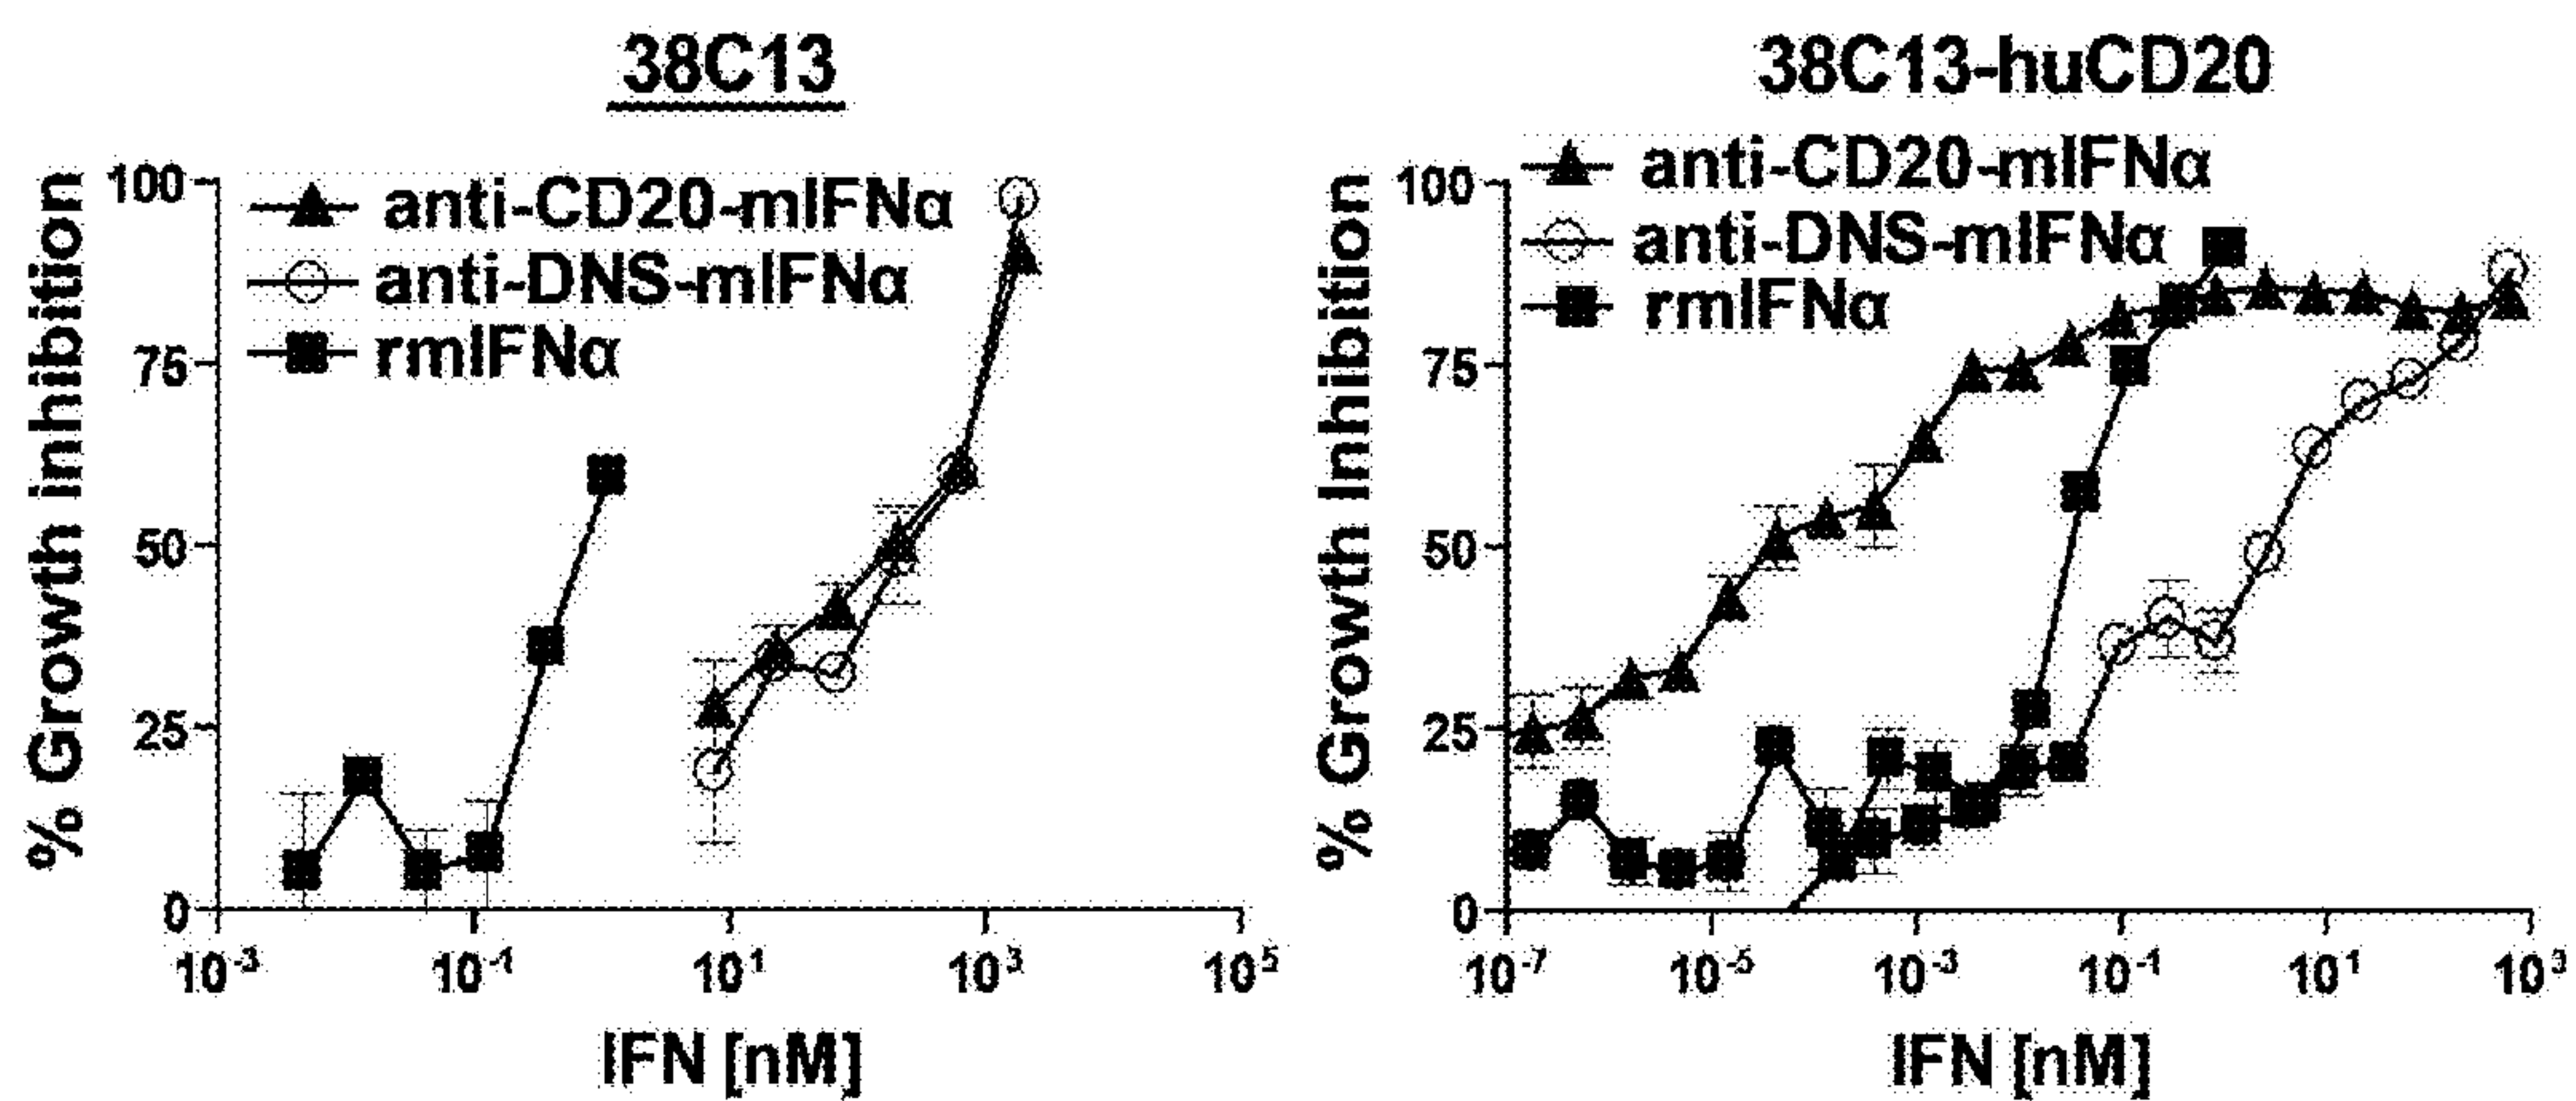 38C13
anti-CD20-mIFNα
anti-DNS-mIFNα
rmIFNα
% Growth inhibition
100
75
50
25
0
10-3
10-1
101
103
105
IFN [nM]
38C13-huCD20
anti-CD20-mIFNα
anti-DNS-mIFNα
rmIFNα
% Growth Inhibition
100
75
50
25
0
10-7
10-5
10-3
10-1
101
103
IFN [nM]